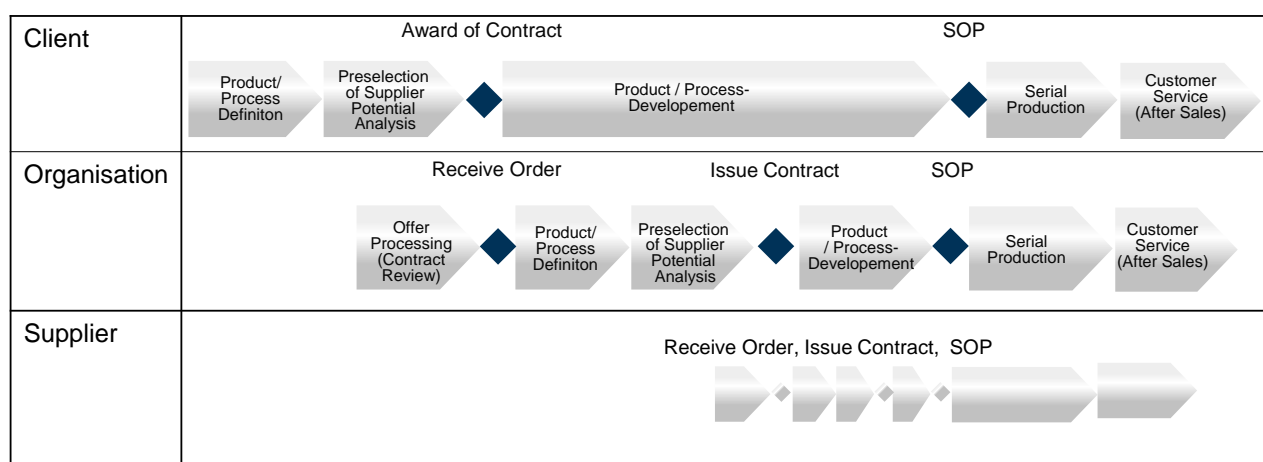 Client
Award of Contract
SOP
Product/
Process
Definiton
Preselection
of Supplier
Potential
Analysis
Product / Process-
Developement
Serial
Production
Customer
Service
(After Sales)
Organisation
Receive Order
Issue Contract
SOP
Offer
Processing
(Contract
Review)
Product/
Process
Definiton
Preselection
of Supplier
Potential
Analysis
Product
/ Process-
Developement
Serial
Production
Customer
Service
(After Sales)
Supplier
Receive Order, Issue Contract, SOP